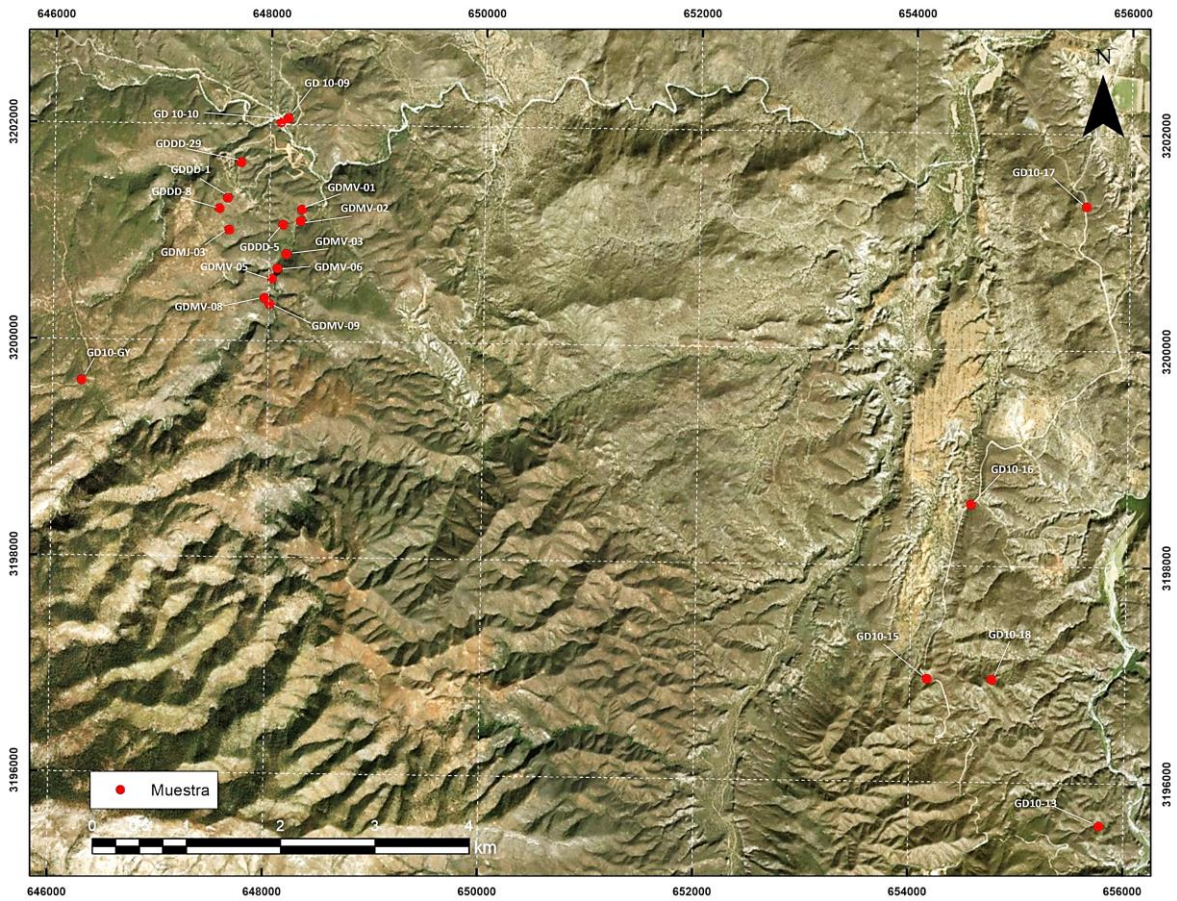 646000 648000 650000 652000 654000 656000
N
GD 10-09
3202000
GD 10-10
3202000
GDDD-29
GDDD-1
GD10-17
GDDD-8
GDMV-01
GDMV-02
GDDD-5
GDMV-03
GDMJ-03
GDMV-05
GDMV-06
GDMV-08
GDMV-09
3200000
3200000
GD10-GY
GD10-16
3198000
3198000
GD10-15
GD10-18
3196000
3196000
Muestra
GD10-13
0 1 2 3 4
km
646000 648000 650000 652000 654000 656000